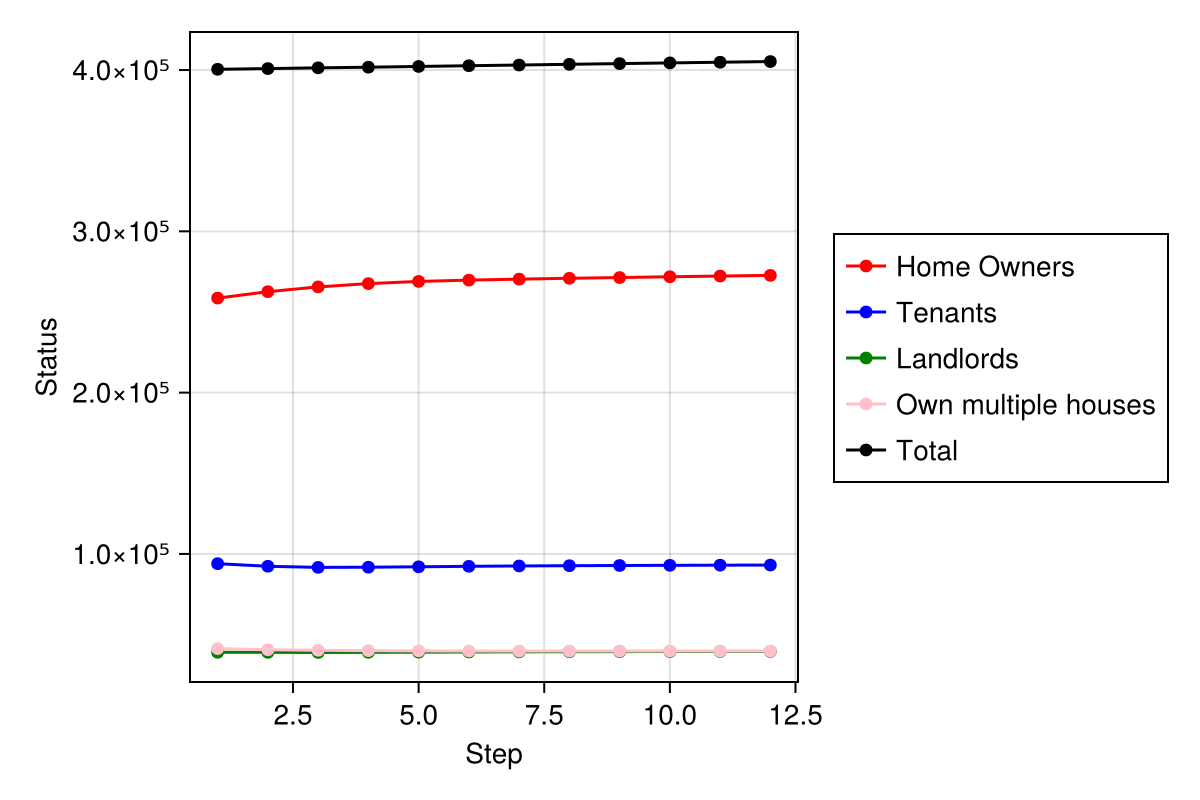 4.0×10⁵
3.0×10⁵
2.0×10⁵
1.0×10⁵
Status
2.5 5.0 7.5 10.0 12.5
Step
Home Owners
Tenants
Landlords
Own multiple houses
Total